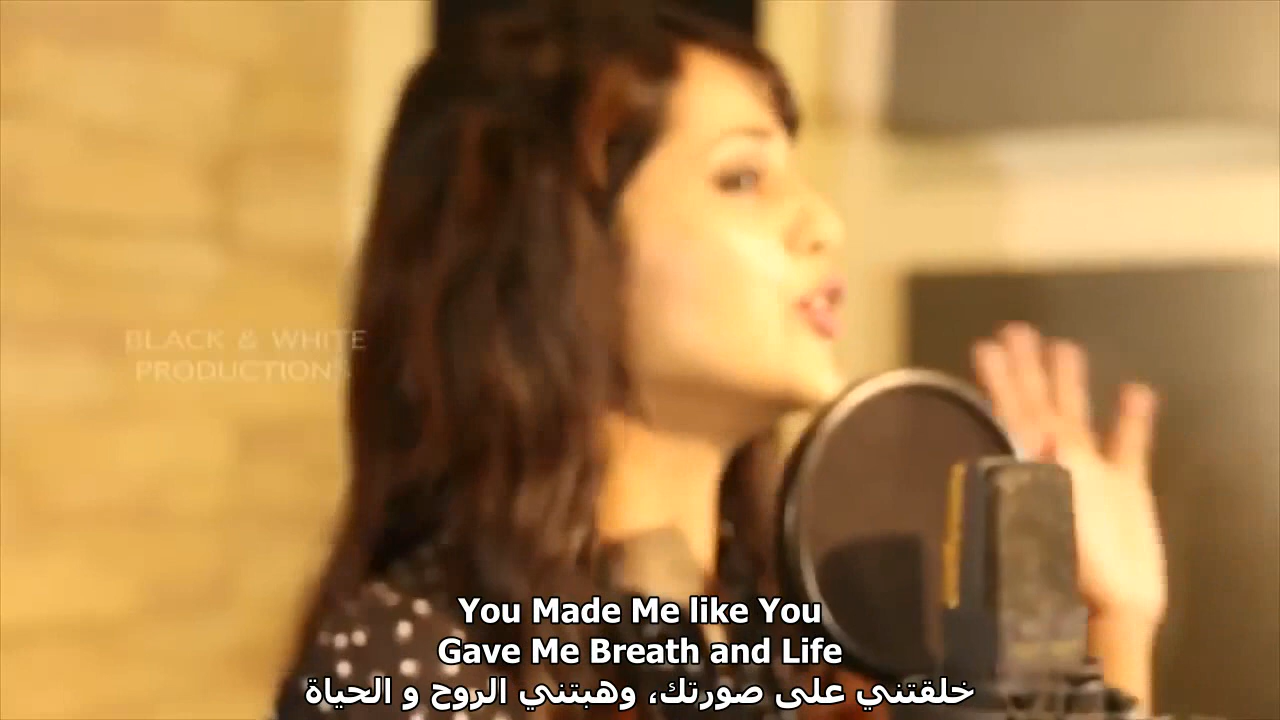 BLACK & WHITE
PRODUCTIONS
You Made Me like You
Gave Me Breath and Life
خلقتني على صورتك، وهبتني الروح و الحياة